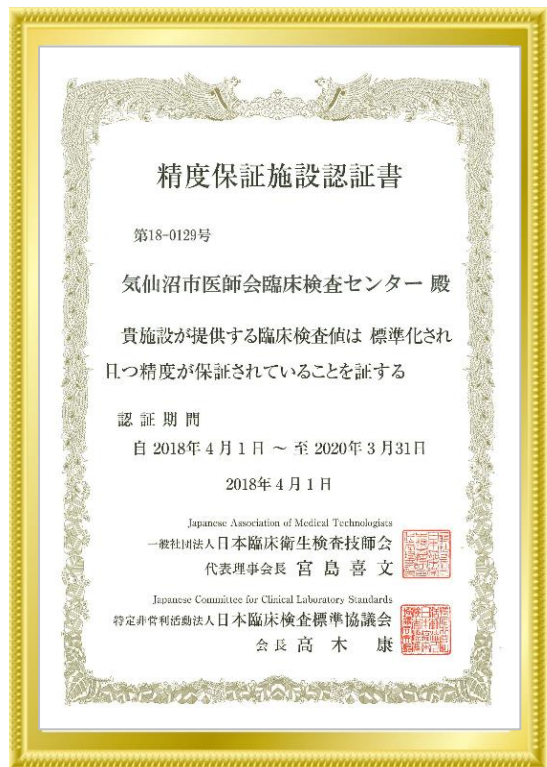 精度保証施設認証書
第18-0129号
気仙沼市医師会臨床検査センター 殿
貴施設が提供する臨床検査値は 標準化され
且つ精度が保証されていることを証する
認証期間
自 2018年4月1日 ～ 至 2020年3月31日
2018年4月1日
Japanese Association of Medical Technologists
一般社団法人日本臨床衛生検査技師会
代表理事会長 宮島喜文
Japanese Committee for Clinical Laboratory Standards
特定非営利活動法人日本臨床検査標準協議会
会長 高木 康